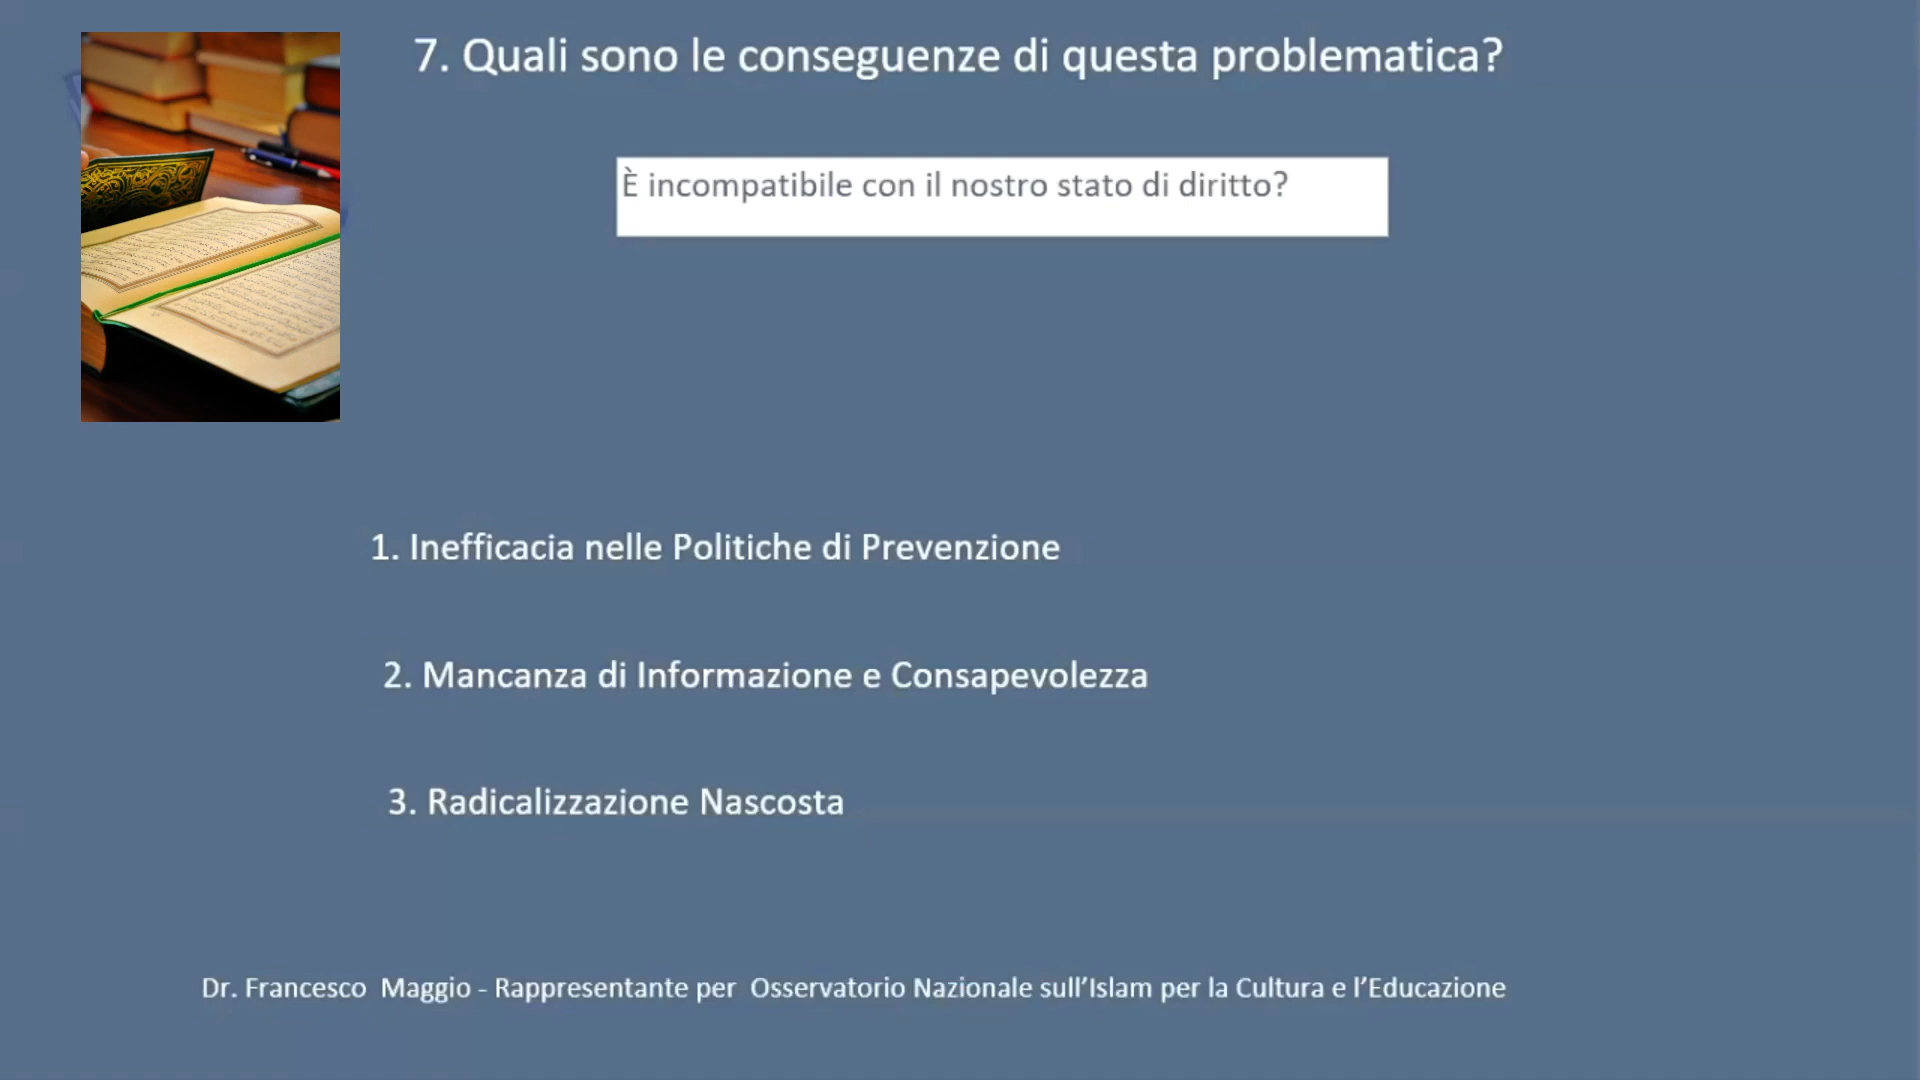 7. Quali sono le conseguenze di questa problematica?
È incompatibile con il nostro stato di diritto?
1. Inefficacia nelle Politiche di Prevenzione
2. Mancanza di Informazione e Consapevolezza
3. Radicalizzazione Nascosta
Dr. Francesco Maggio - Rappresentante per Osservatorio Nazionale sull'Islam per la Cultura e l'Educazione